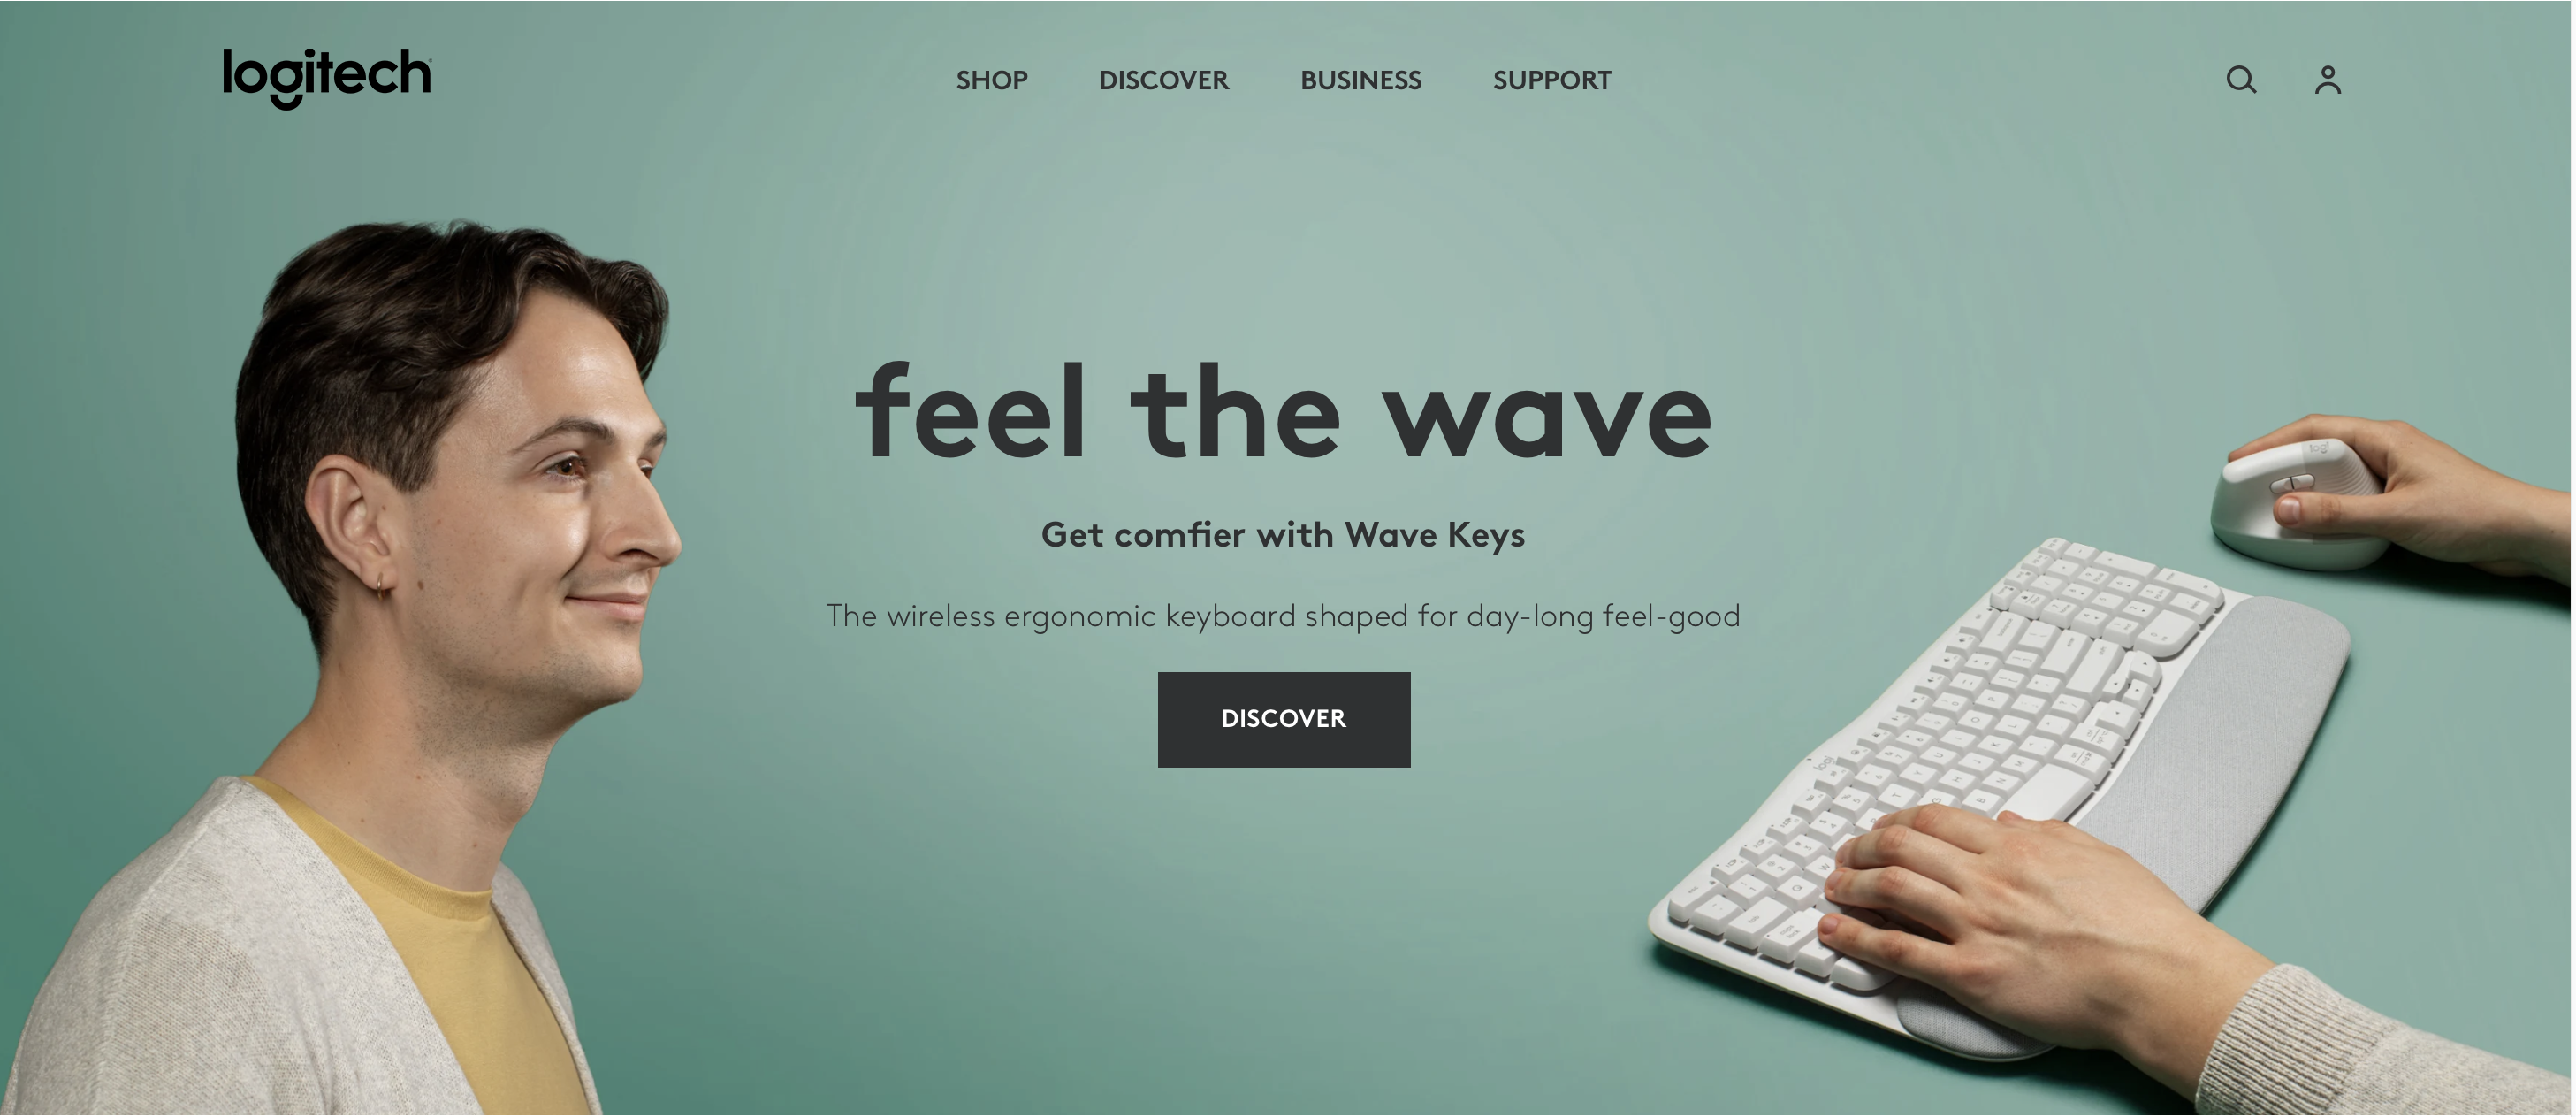 logitech
SHOP DISCOVER BUSINESS SUPPORT
feel the wave
Get comfier with Wave Keys
The wireless ergonomic keyboard shaped for day-long feel-good
DISCOVER
logi